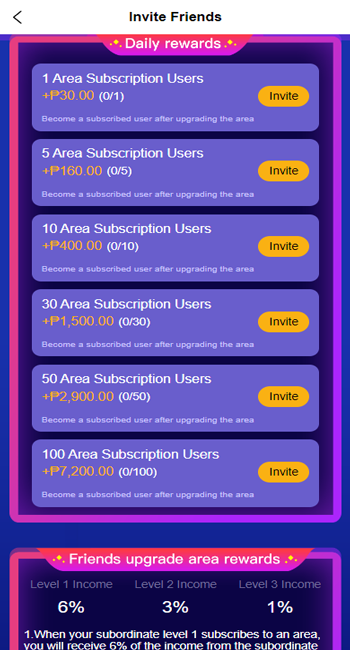 Invite Friends
Daily rewards
1 Area Subscription Users
+₱30.00 (0/1)
Invite
Become a subscribed user after upgrading the area
5 Area Subscription Users
+₱160.00 (0/5)
Invite
Become a subscribed user after upgrading the area
10 Area Subscription Users
+₱400.00 (0/10)
Invite
Become a subscribed user after upgrading the area
30 Area Subscription Users
+₱1,500.00 (0/30)
Invite
Become a subscribed user after upgrading the area
50 Area Subscription Users
+₱2,900.00 (0/50)
Invite
Become a subscribed user after upgrading the area
100 Area Subscription Users
+₱7,200.00 (0/100)
Invite
Become a subscribed user after upgrading the area
Friends upgrade area rewards
Level 1 Income Level 2 Income Level 3 Income
6% 3% 1%
1.When your subordinate level 1 subscribes to an area,
you will receive 6% of the income from the subordinate